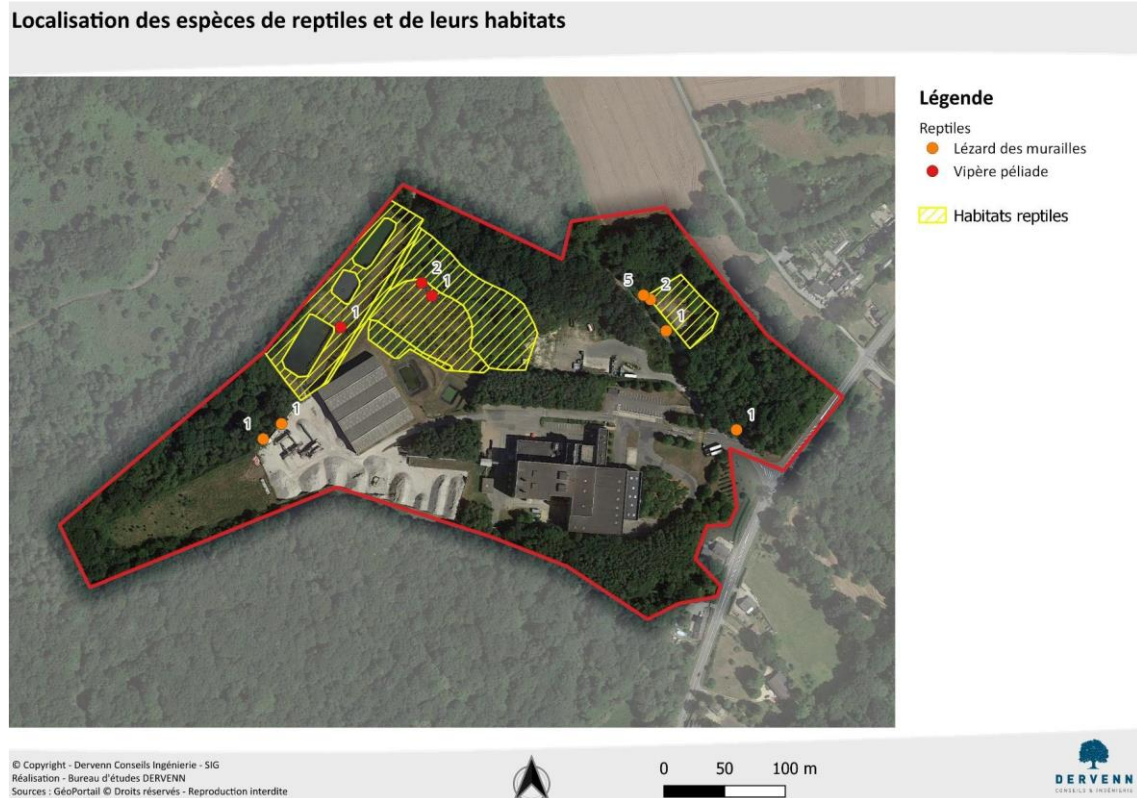 Localisation des espèces de reptiles et de leurs habitats
Légende
Reptiles
Lézard des murailles
Vipère péliade
Habitats reptiles
2
1
5
2
1
1
1
1
1
© Copyright - Dervenn Conseils Ingénierie - SIG
Réalisation - Bureau d'études DERVENN
Sources : GéoPortail © Droits réservés - Reproduction interdite
0 50 100 m
DERVENN
CONSEILS & INGÉNIERIE